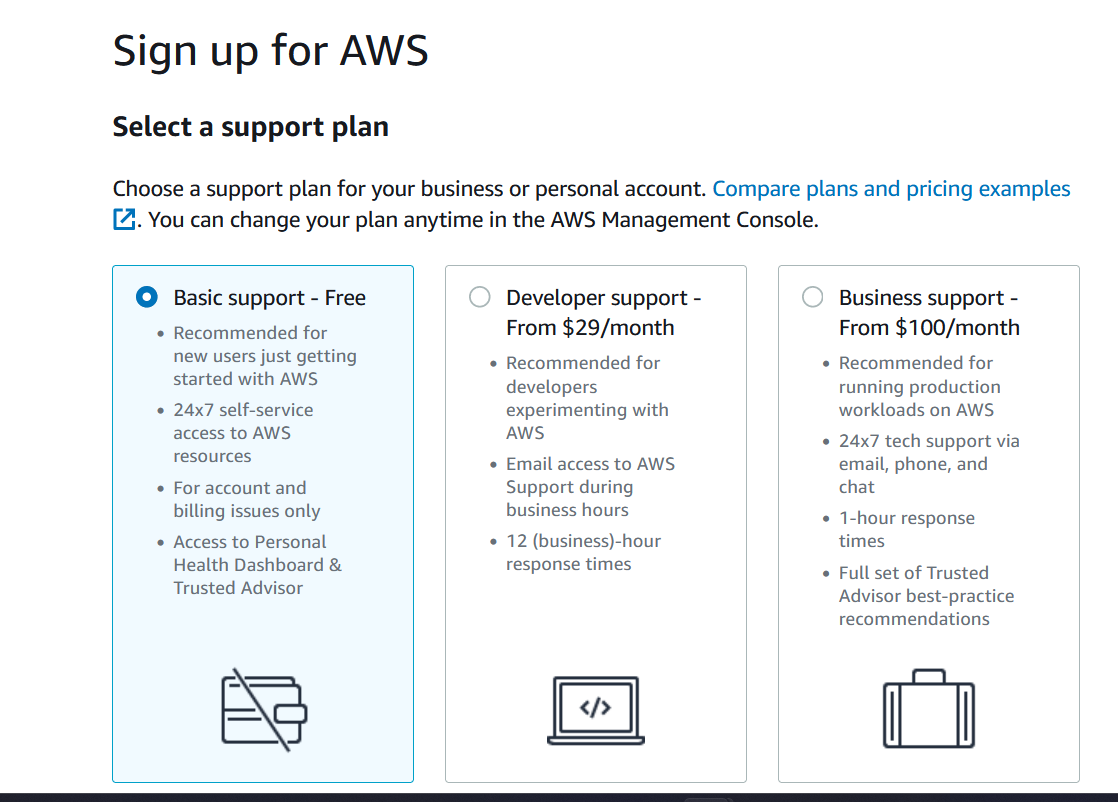 Sign up for AWS
Select a support plan
Choose a support plan for your business or personal account. Compare plans and pricing examples
. You can change your plan anytime in the AWS Management Console.
Basic support - Free
• Recommended for
new users just getting
started with AWS
• 24x7 self-service
access to AWS
resources
• For account and
billing issues only
• Access to Personal
Health Dashboard &
Trusted Advisor
Developer support -
From $29/month
• Recommended for
developers
experimenting with
AWS
• Email access to AWS
Support during
business hours
• 12 (business)-hour
response times
</>
Business support -
From $100/month
• Recommended for
running production
workloads on AWS
• 24x7 tech support via
email, phone, and
chat
• 1-hour response
times
• Full set of Trusted
Advisor best-practice
recommendations